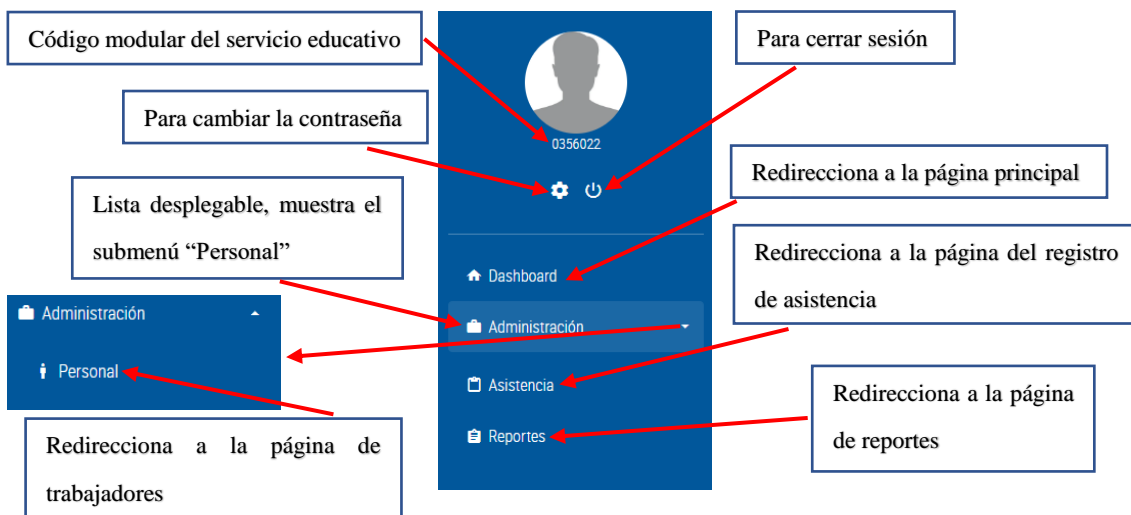 Código modular del servicio educativo
Para cerrar sesión
Para cambiar la contraseña
0356022
Redirecciona a la página principal
Lista desplegable, muestra el
submenú “Personal”
Redirecciona a la página del registro
de asistencia
Dashboard
Administración
Administración
Personal
Asistencia
Redirecciona a la página
de reportes
Reportes
Redirecciona a la página de
trabajadores